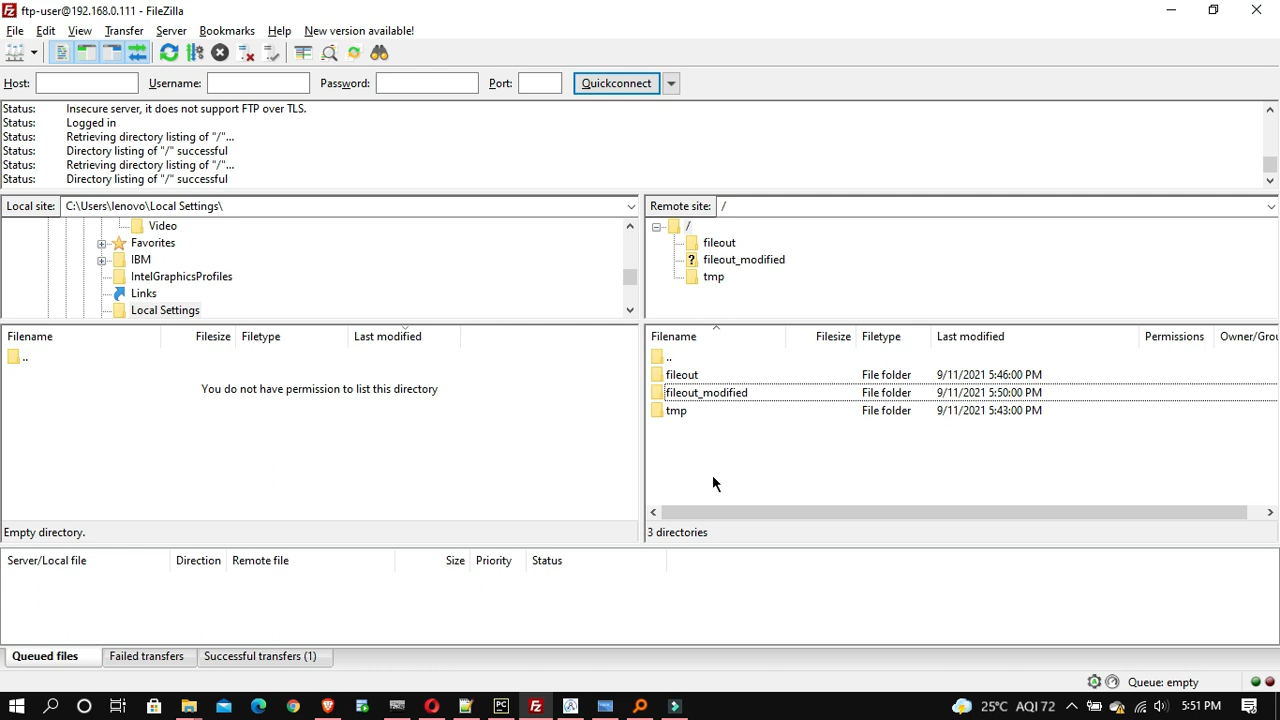 ftp-user@192.168.0.111 - FileZilla
File Edit View Transfer Server Bookmarks Help New version available!
Host: Username: Password: Port: Quickconnect
Status: Insecure server, it does not support FTP over TLS.
Status: Logged in
Status: Retrieving directory listing of "/"...
Status: Directory listing of "/" successful
Status: Retrieving directory listing of "/"...
Status: Directory listing of "/" successful
Local site: C:\Users\lenovo\Local Settings\
Video
Favorites
IBM
IntelGraphicsProfiles
Links
Local Settings
Remote site: /
/
fileout
fileout_modified
tmp
Filename Filesize Filetype Last modified
..
You do not have permission to list this directory
Empty directory.
Filename Filesize Filetype Last modified Permissions Owner/Grou
..
fileout File folder 9/11/2021 5:46:00 PM
fileout_modified File folder 9/11/2021 5:50:00 PM
tmp File folder 9/11/2021 5:43:00 PM
3 directories
Server/Local file Direction Remote file Size Priority Status
Queued files Failed transfers Successful transfers (1)
Queue: empty
25°C AQI 72 5:51 PM